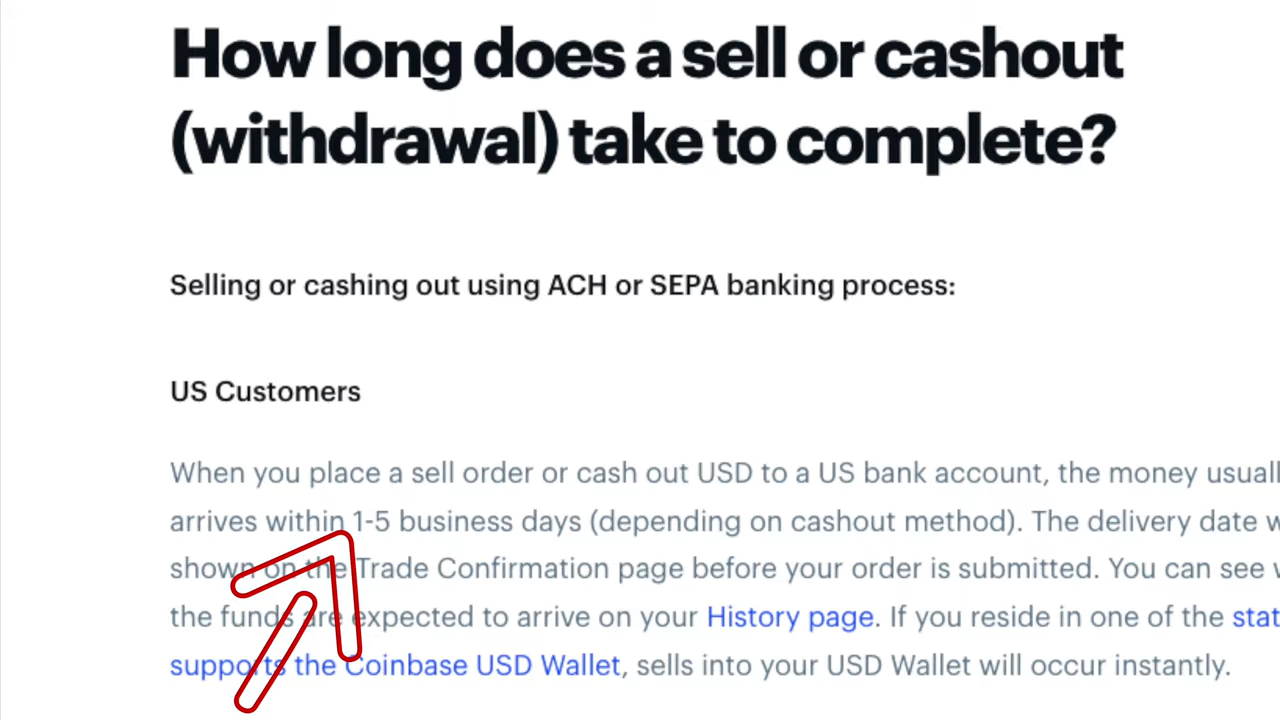 How long does a sell or cashout
(withdrawal) take to complete?
Selling or cashing out using ACH or SEPA banking process:
US Customers
When you place a sell order or cash out USD to a US bank account, the money usuall
arrives within 1-5 business days (depending on cashout method). The delivery date w
shown on the Trade Confirmation page before your order is submitted. You can see w
the funds are expected to arrive on your History page. If you reside in one of the stat
supports the Coinbase USD Wallet, sells into your USD Wallet will occur instantly.